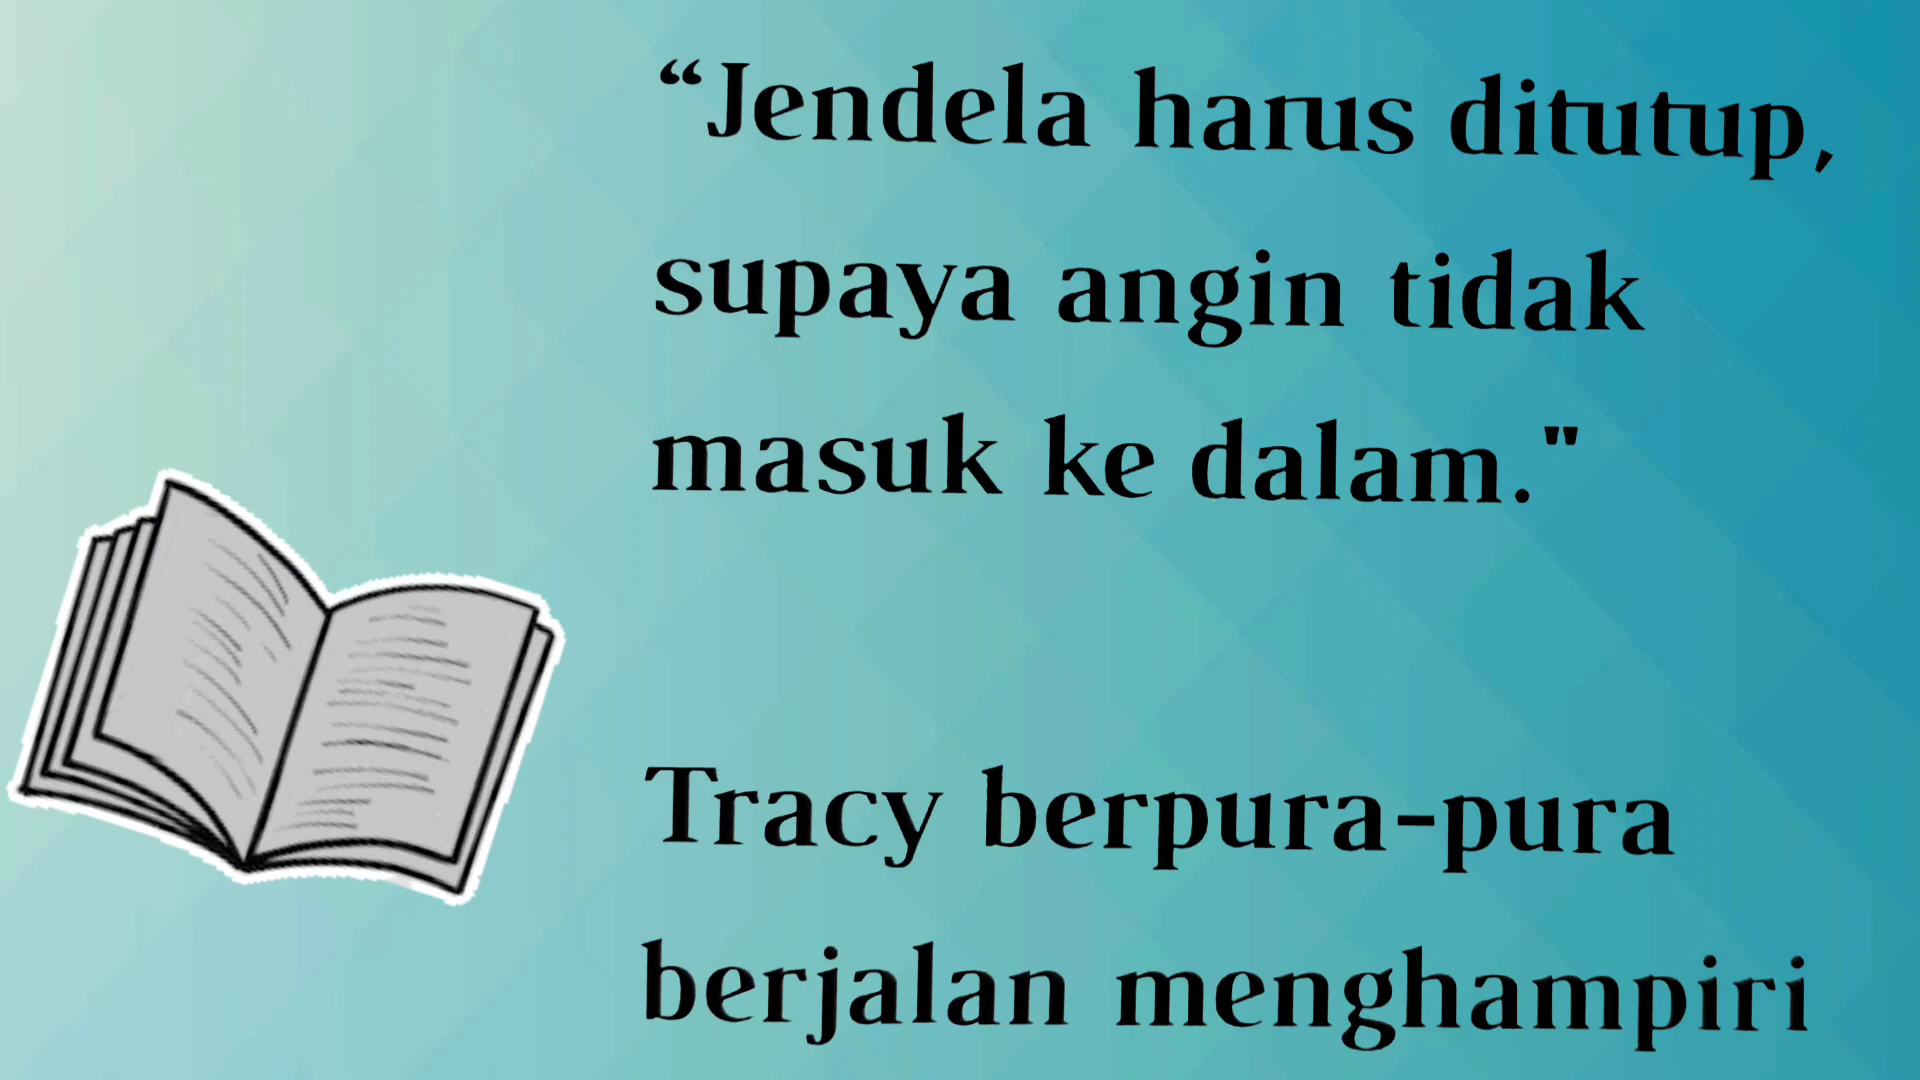 “Jendela harus ditutup,
supaya angin tidak
masuk ke dalam."
Tracy berpura-pura
berjalan menghampiri